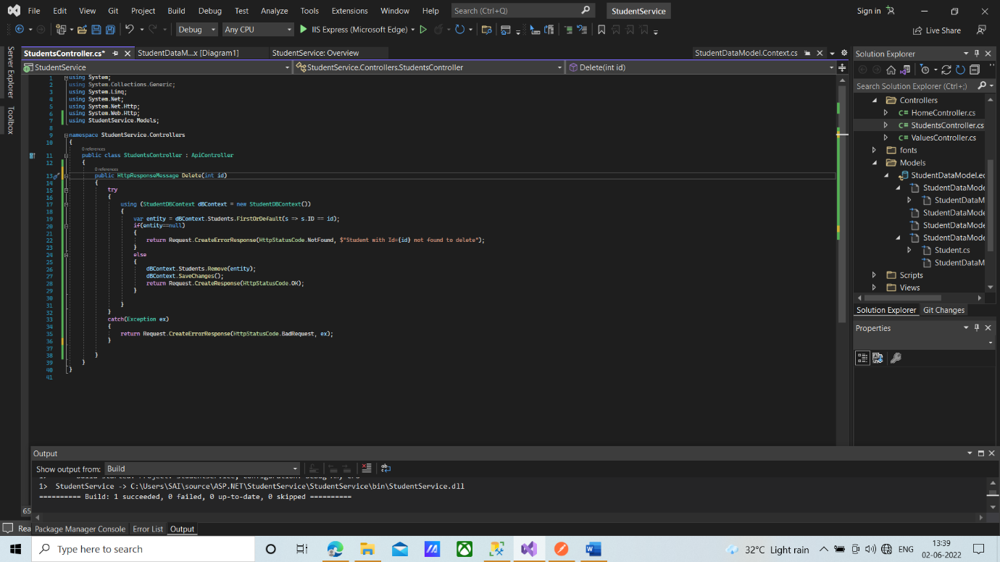 File Edit View Git Project Build Debug Test Analyze Tools Extensions Window Help Search (Ctrl+Q) StudentService Sign in
Debug Any CPU IIS Express (Microsoft Edge) Live Share
Server Explorer
Toolbox
StudentsController.cs* StudentDataM...x [Diagram1] StudentService: Overview StudentDataModel.Context.cs
StudentService StudentService.Controllers.StudentsController Delete(int id)
1 using System;
2 using System.Collections.Generic;
3 using System.Linq;
4 using System.Net;
5 using System.Net.Http;
6 using System.Web.Http;
7 using StudentService.Models;
8
9 namespace StudentService.Controllers
10 {
0 references
11 public class StudentsController : ApiController
12 {
0 references
13 public HttpResponseMessage Delete(int id)
14 {
15 try
16 {
17 using (StudentDBContext dBContext = new StudentDBContext())
18 {
19 var entity = dBContext.Students.FirstOrDefault(s => s.ID == id);
20 if(entity==null)
21 {
22 return Request.CreateErrorResponse(HttpStatusCode.NotFound, $"Student with Id={id} not found to delete");
23 }
24 else
25 {
26 dBContext.Students.Remove(entity);
27 dBContext.SaveChanges();
28 return Request.CreateResponse(HttpStatusCode.OK);
29 }
30
31 }
32 }
33 catch(Exception ex)
34 {
35 return Request.CreateErrorResponse(HttpStatusCode.BadRequest, ex);
36 }
37
38 }
39 }
40 }
41
Solution Explorer
Search Solution Explorer (Ctrl+;)
Controllers
C# HomeController.cs
C# StudentsController.cs
C# ValuesController.cs
fonts
Models
StudentDataModel.ec
StudentDataMode
StudentDataM
StudentDataMode
StudentDataMode
StudentDataMode
Student.cs
StudentDataM
Scripts
Views
Solution Explorer Git Changes
Properties
Output
Show output from: Build
1> StudentService -> C:\Users\SAI\source\ASP.NET\StudentService\StudentService\bin\StudentService.dll
========== Build: 1 succeeded, 0 failed, 0 up-to-date, 0 skipped ==========
65
Rea Package Manager Console Error List Output
Type here to search 32°C Light rain ENG 13:39
02-06-2022